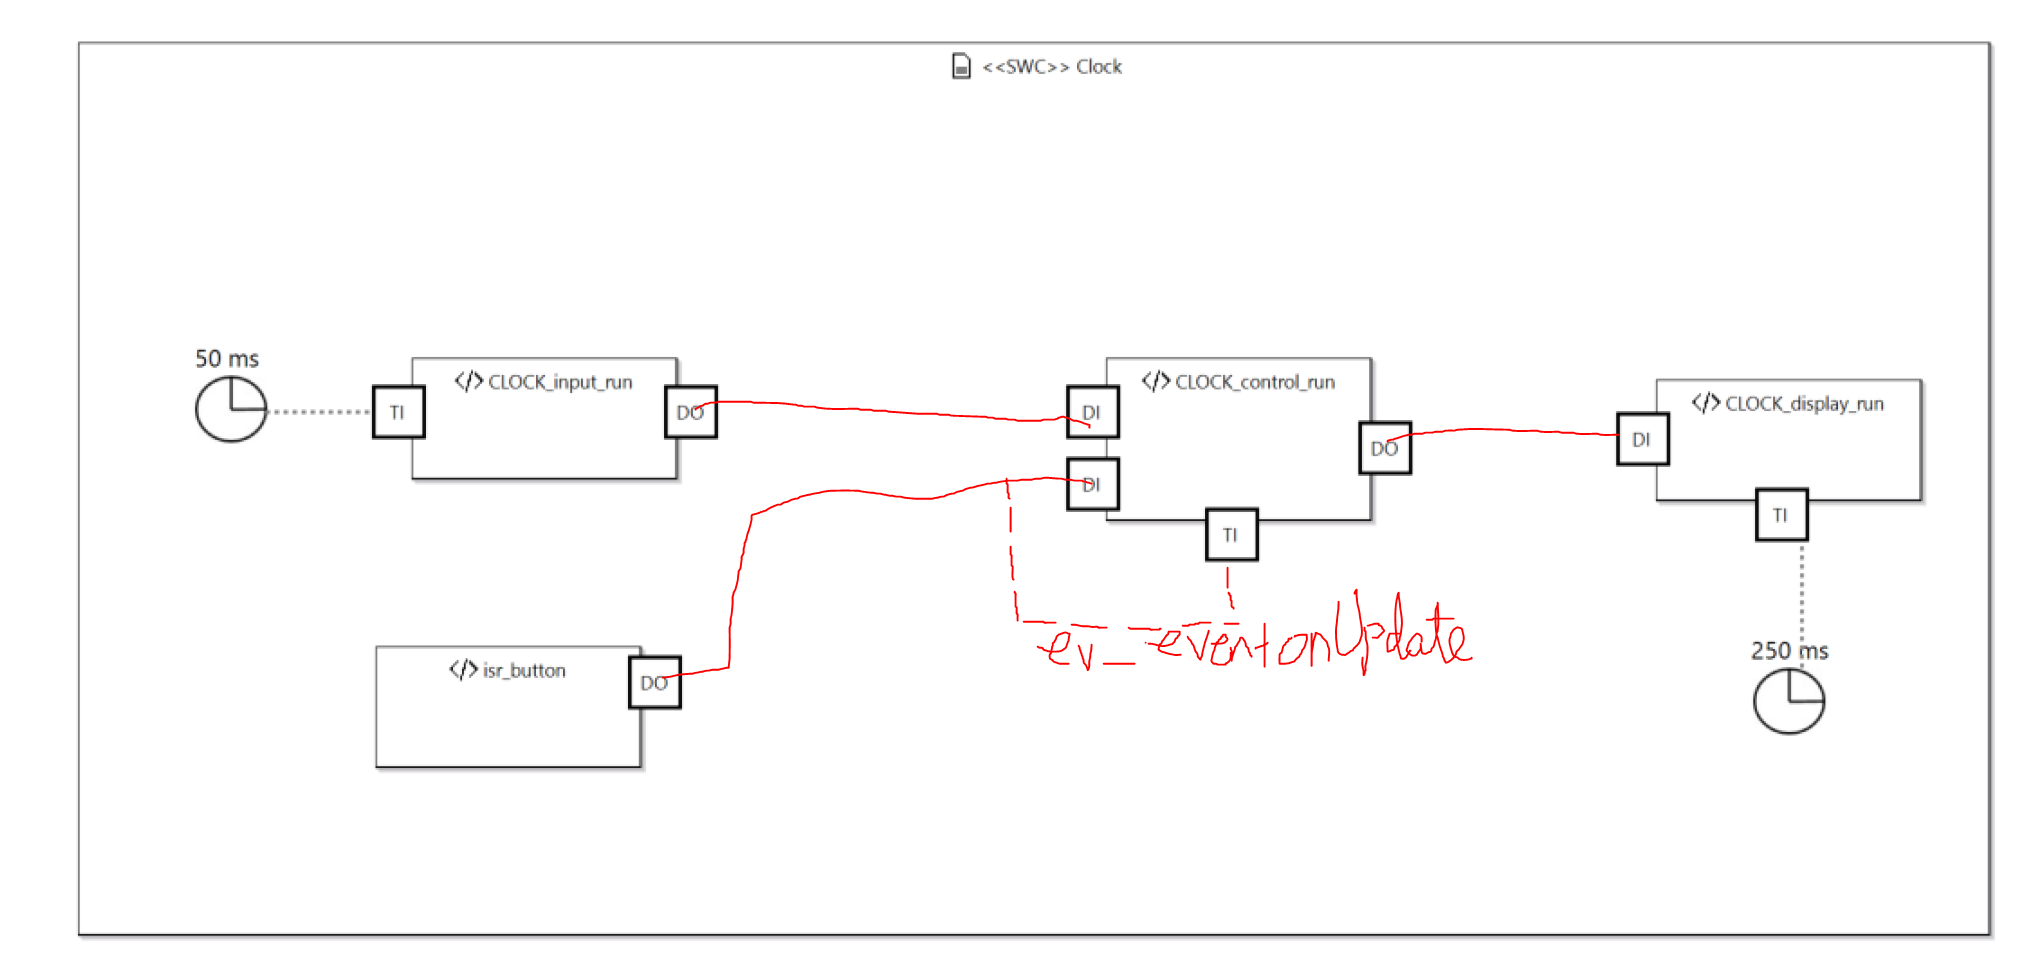 <<SWC>> Clock
50 ms
</> CLOCK_input_run
TI
DO
</> CLOCK_control_run
DI
DI
DO
TI
</> CLOCK_display_run
DI
TI
ev_eventonUpdate
250 ms
</> isr_button
DO